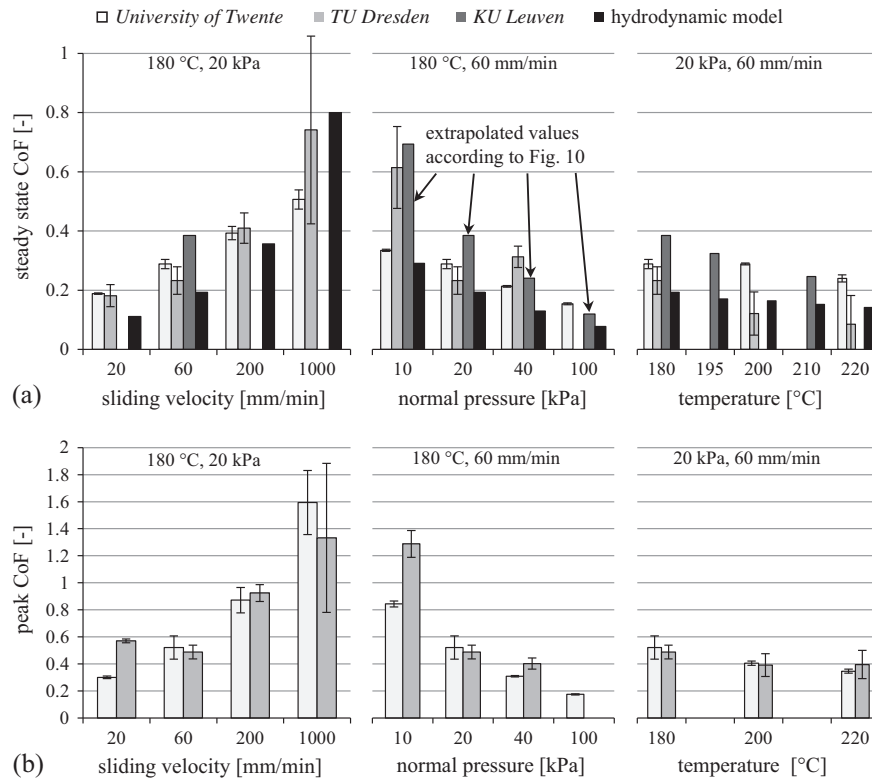 University of Twente TU Dresden KU Leuven hydrodynamic model
steady state CoF [-]
1
0.8
0.6
0.4
0.2
0
180 °C, 20 kPa
180 °C, 60 mm/min
20 kPa, 60 mm/min
extrapolated values
according to Fig. 10
20 60 200 1000
10 20 40 100
180 195 200 210 220
(a)
sliding velocity [mm/min]
normal pressure [kPa]
temperature [°C]
peak CoF [-]
2
1.8
1.6
1.4
1.2
1
0.8
0.6
0.4
0.2
0
180 °C, 20 kPa
180 °C, 60 mm/min
20 kPa, 60 mm/min
20 60 200 1000
10 20 40 100
180 200 220
(b)
sliding velocity [mm/min]
normal pressure [kPa]
temperature [°C]